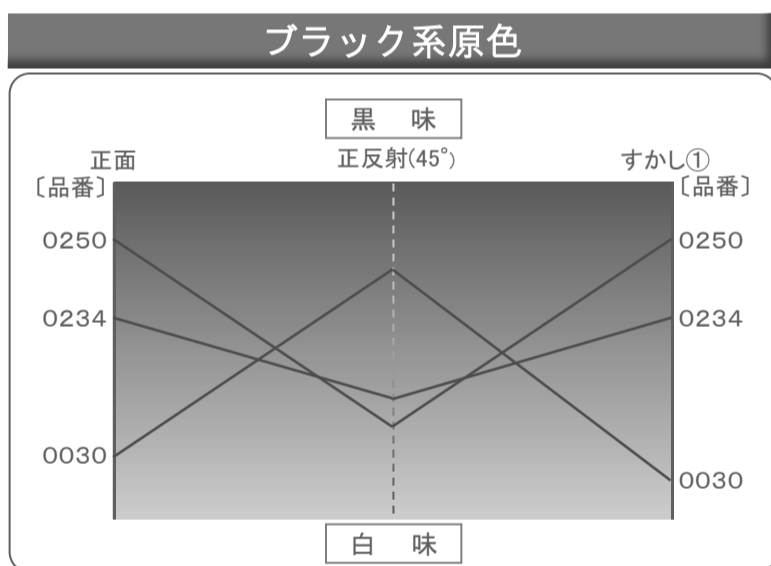 ブラック系原色
黒 味
正面 正反射(45°) すかし①
〔品番〕 〔品番〕
0250 0250
0234 0234
0030
0030
白 味